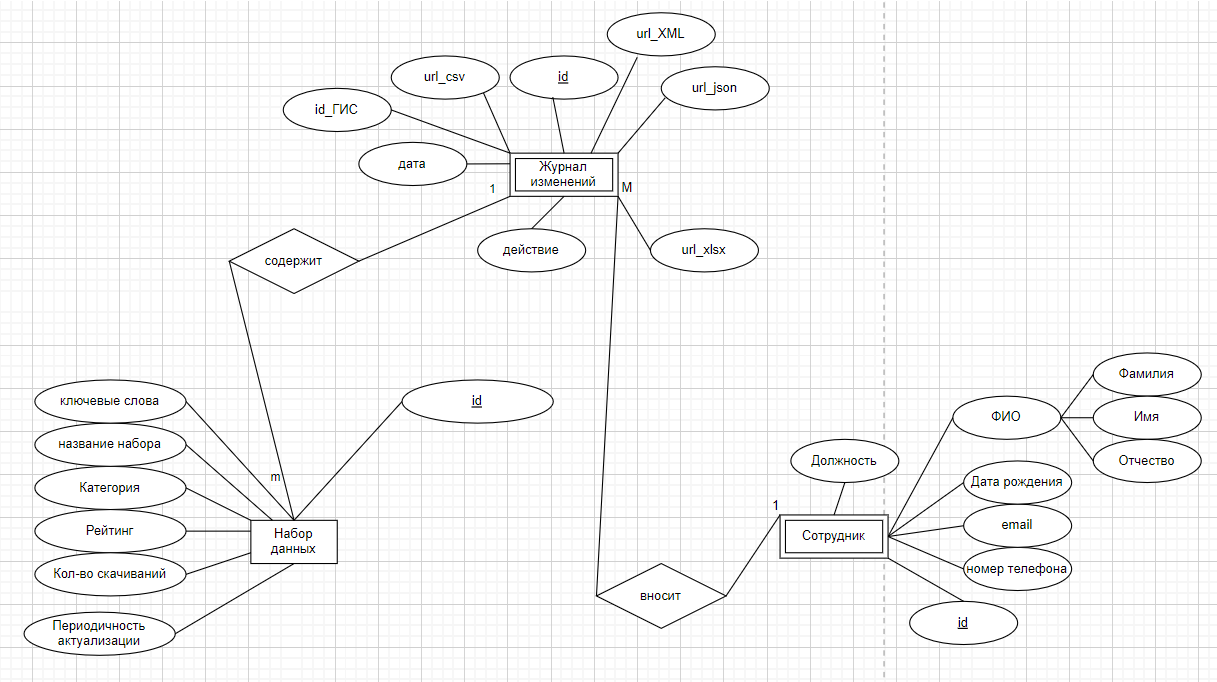 url_XML
url_csv
id
url_json
id_ГИС
дата
Журнал
изменений
1
М
действие
url_xlsx
содержит
ключевые слова
id
название набора
Категория
m
Рейтинг
Набор
данных
Кол-во скачиваний
Периодичность
актуализации
Фамилия
ФИО
Имя
Отчество
Должность
Дата рождения
1
email
Сотрудник
номер телефона
вносит
id